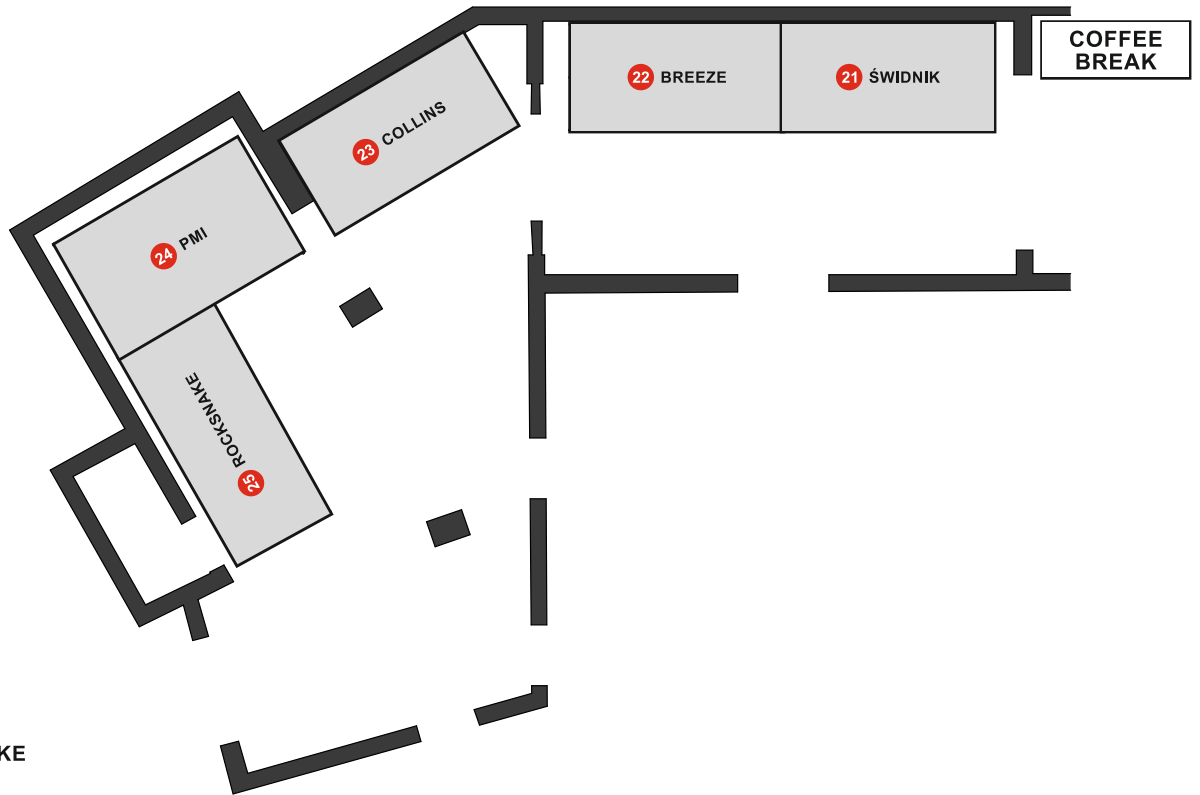 COFFEE
BREAK
22 BREEZE
21 ŚWIDNIK
23 COLLINS
24 PMI
25 ROCKSNAKE
KE